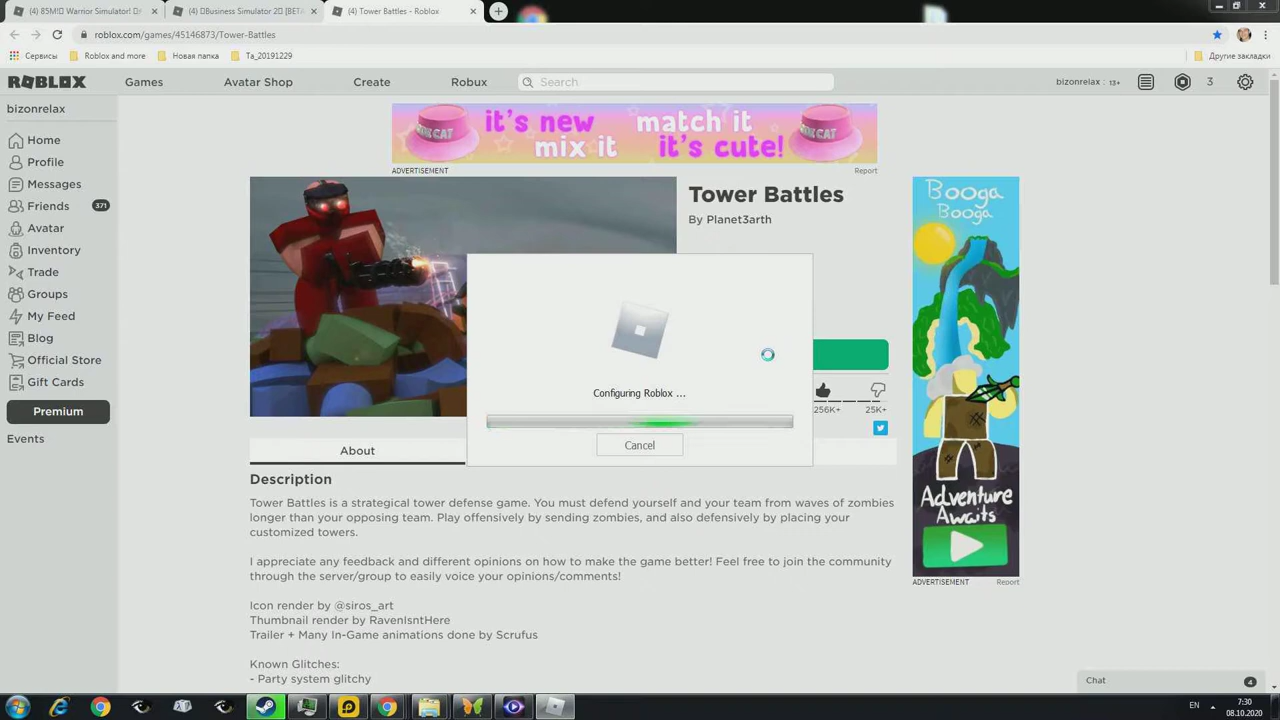 (4) 85M! Warrior Simulator!
(4) Business Simulator 2 [BETA
(4) Tower Battles - Roblox
roblox.com/games/45146873/Tower-Battles
Сервисы
Roblox and more
Новая папка
Ta_20191229
Другие закладки
ROBLOX
Games
Avatar Shop
Create
Robux
Search
bizonrelax : 13+
3
bizonrelax
Home
Profile
Messages
Friends 371
Avatar
Inventory
Trade
Groups
My Feed
Blog
Official Store
Gift Cards
Premium
Events
it's new match it
mix it it's cute!
ADVERTISEMENT
Report
Tower Battles
By Planet3arth
Configuring Roblox ...
Cancel
256K+
25K+
About
Description
Tower Battles is a strategical tower defense game. You must defend yourself and your team from waves of zombies
longer than your opposing team. Play offensively by sending zombies, and also defensively by placing your
customized towers.
I appreciate any feedback and different opinions on how to make the game better! Feel free to join the community
through the server/group to easily voice your opinions/comments!
Icon render by @siros_art
Thumbnail render by RavenIsntHere
Trailer + Many In-Game animations done by Scrufus
Known Glitches:
- Party system glitchy
Booga
Booga
Adventure
Awaits
ADVERTISEMENT
Report
Chat
4
EN
7:30
08.10.2020